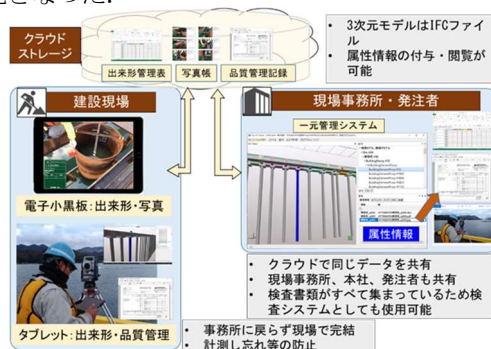 となった.
クラウド
ストレージ
出来形管理表
写真帳
品質管理記録
・ 3次元モデルはIFCファイ
ル
・ 属性情報の付与・閲覧が
可能
建設現場
電子小黒板：出来形・写真
タブレット：出来形・品質管理
現場事務所・発注者
一元管理システム
属性情報
・ クラウドで同じデータを共有
・ 現場事務所、本社、発注者も共有
・ 検査書類がすべて集まっているため検
査システムとしても使用可能
・ 事務所に戻らず現場で完結
・ 計測し忘れ等の防止